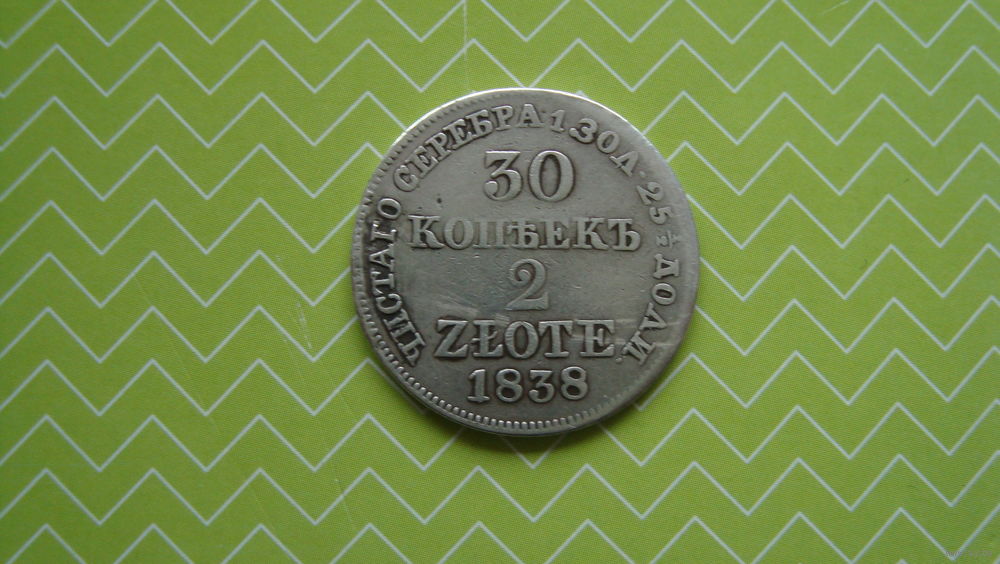 ЧИСТАГО СЕРЕБРА 1 ЗОЛ · 25 1/2 ДОЛИ
30
КОПѢЕКЪ
2
ZŁOTE
1838